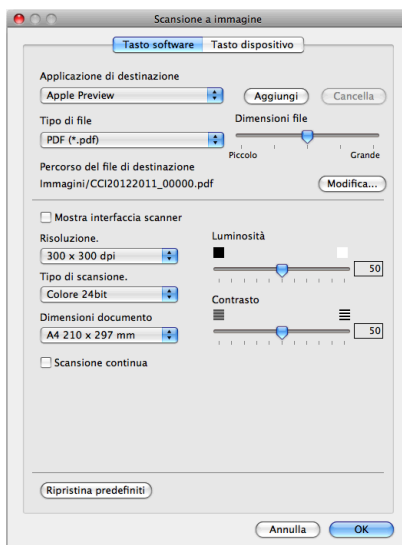 Scansione a immagine
Tasto software Tasto dispositivo
Applicazione di destinazione
Apple Preview Aggiungi Cancella
Tipo di file Dimensioni file
PDF (*.pdf)
Piccolo Grande
Percorso del file di destinazione
Immagini/CCI20122011_00000.pdf Modifica...
Mostra interfaccia scanner
Risoluzione. Luminosità
300 x 300 dpi 50
Tipo di scansione.
Colore 24bit Contrasto
Dimensioni documento
A4 210 x 297 mm 50
Scansione continua
Ripristina predefiniti
Annulla OK